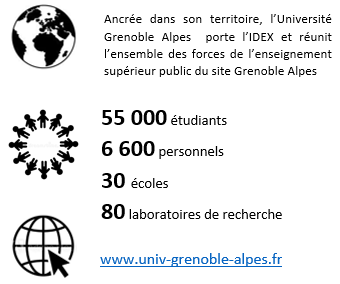 Ancrée dans son territoire, l’Université
Grenoble Alpes porte l’IDEX et réunit
l’ensemble des forces de l’enseignement
supérieur public du site Grenoble Alpes
55 000 étudiants
6 600 personnels
30 écoles
80 laboratoires de recherche
www.univ-grenoble-alpes.fr